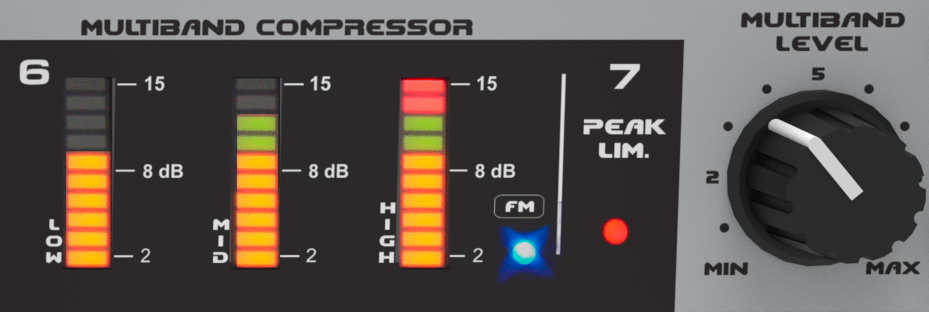 MULTIBAND COMPRESSOR
6
15
8 dB
2
LOW
15
8 dB
2
MID
15
8 dB
2
HIGH
FM
7
PEAK
LIM.
MULTIBAND
LEVEL
5
2
MIN
MAX